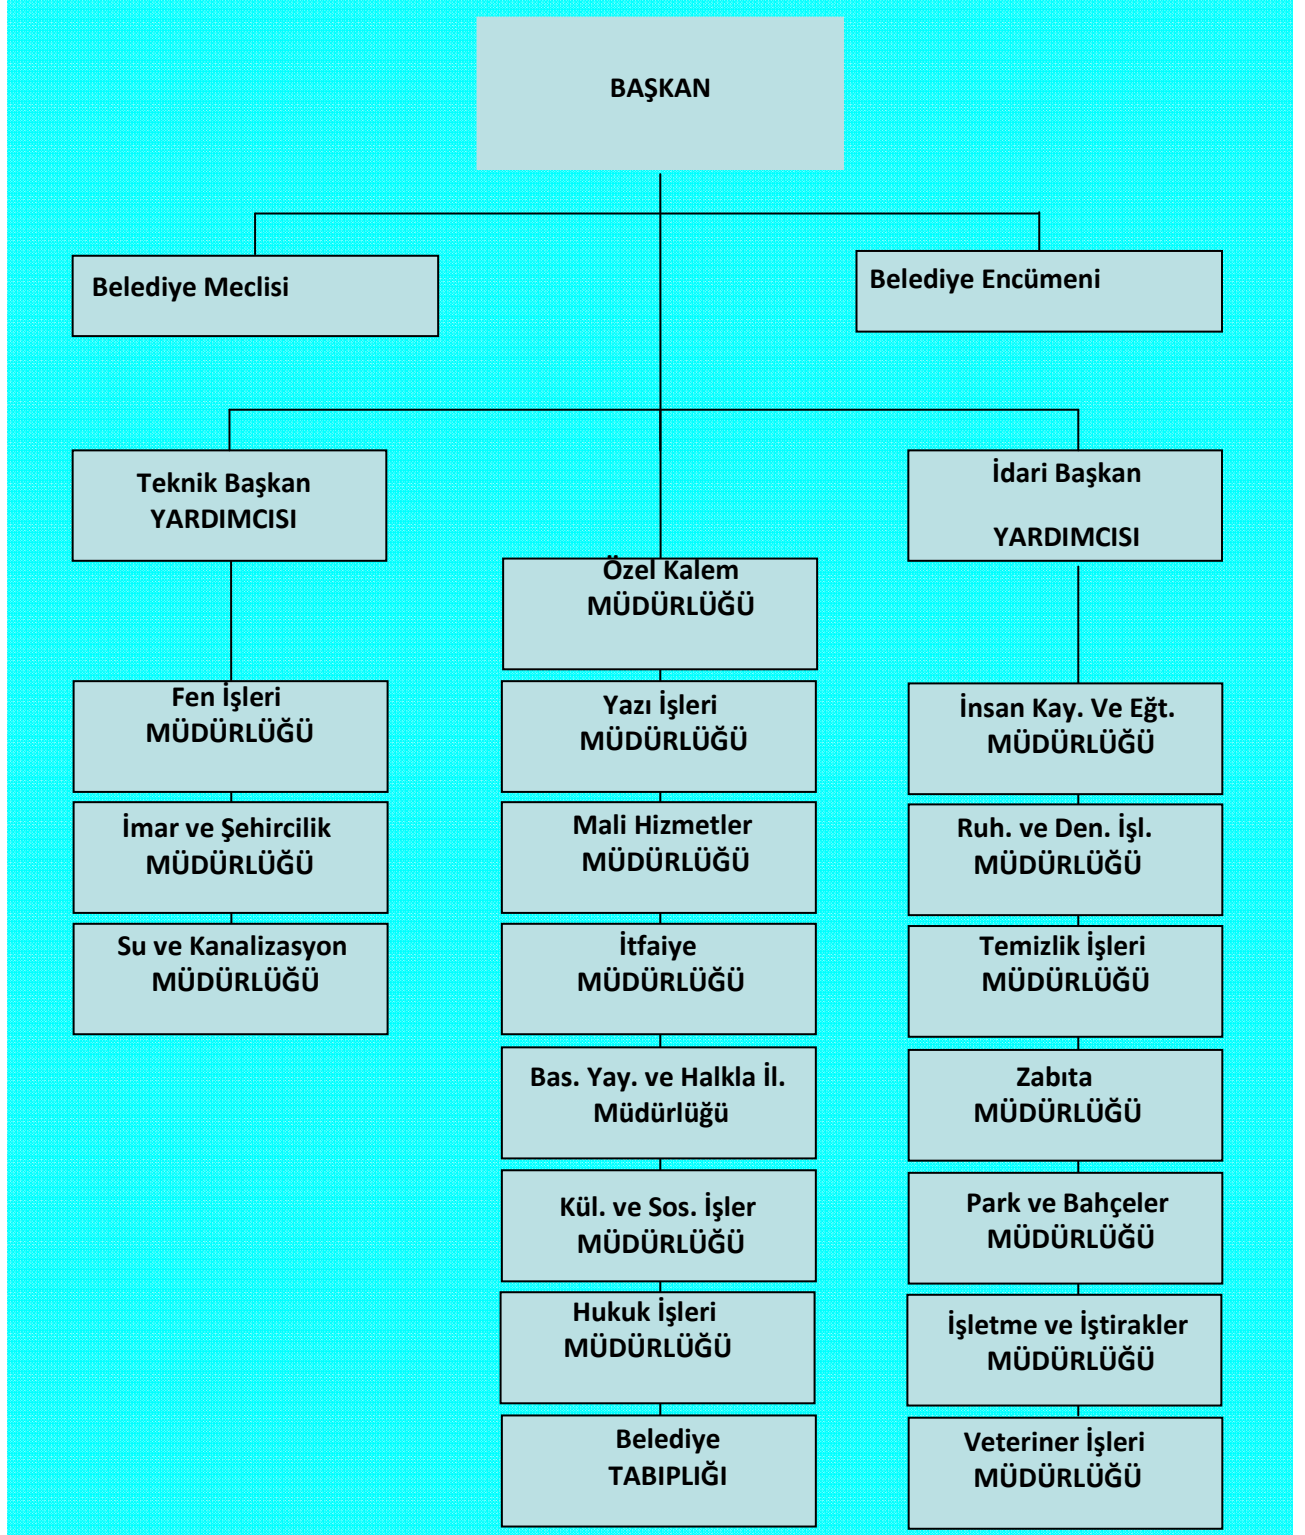 BAŞKAN
Belediye Meclisi
Belediye Encümeni
Teknik Başkan
YARDIMCISI
İdari Başkan
YARDIMCISI
Özel Kalem
MÜDÜRLÜĞÜ
Fen İşleri
MÜDÜRLÜĞÜ
Yazı İşleri
MÜDÜRLÜĞÜ
İnsan Kay. Ve Eğt.
MÜDÜRLÜĞÜ
İmar ve Şehircilik
MÜDÜRLÜĞÜ
Mali Hizmetler
MÜDÜRLÜĞÜ
Ruh. ve Den. İşl.
MÜDÜRLÜĞÜ
Su ve Kanalizasyon
MÜDÜRLÜĞÜ
İtfaiye
MÜDÜRLÜĞÜ
Temizlik İşleri
MÜDÜRLÜĞÜ
Bas. Yay. ve Halkla İl.
Müdürlüğü
Zabıta
MÜDÜRLÜĞÜ
Kül. ve Sos. İşler
MÜDÜRLÜĞÜ
Park ve Bahçeler
MÜDÜRLÜĞÜ
Hukuk İşleri
MÜDÜRLÜĞÜ
İşletme ve İştirakler
MÜDÜRLÜĞÜ
Belediye
TABIPLIĞI
Veteriner İşleri
MÜDÜRLÜĞÜ